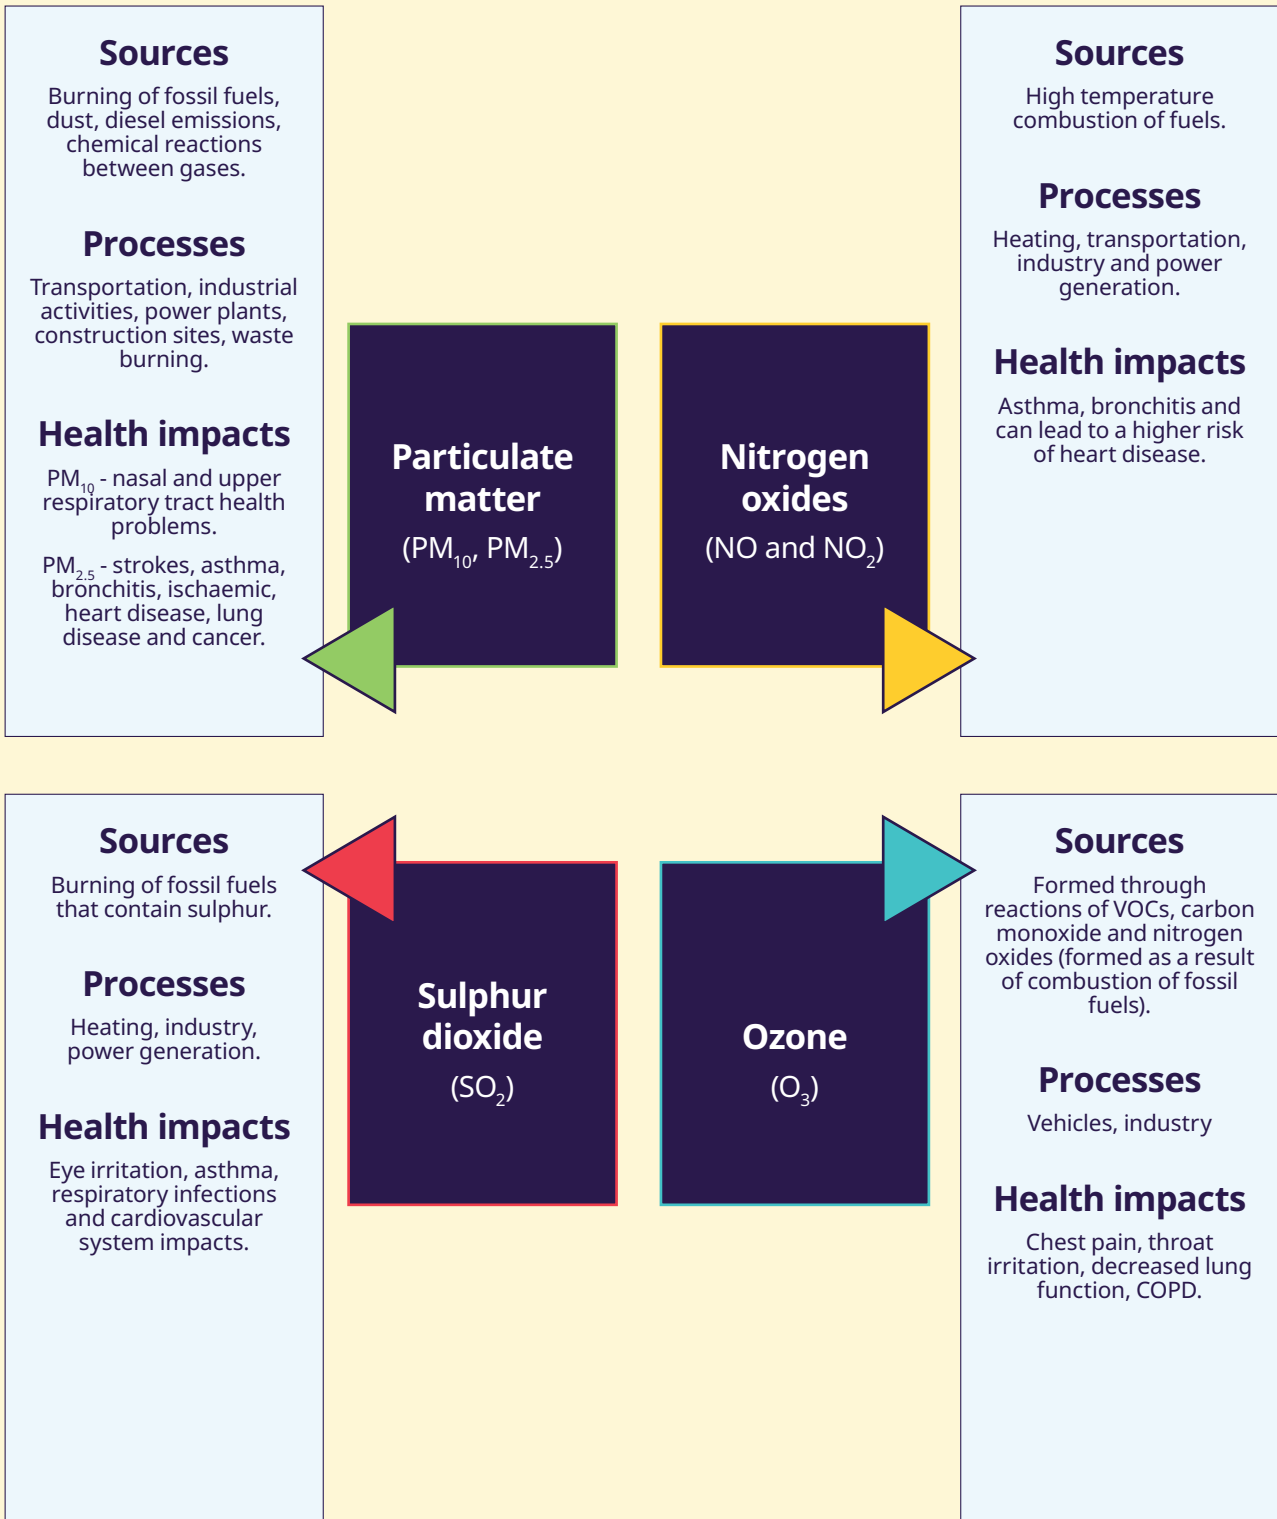 Sources
Burning of fossil fuels,
dust, diesel emissions,
chemical reactions
between gases.
Processes
Transportation, industrial
activities, power plants,
construction sites, waste
burning.
Health impacts
PM₁₀ - nasal and upper
respiratory tract health
problems.
PM₂.₅ - strokes, asthma,
bronchitis, ischaemic,
heart disease, lung
disease and cancer.
Particulate
matter
(PM₁₀, PM₂.₅)
Nitrogen
oxides
(NO and NO₂)
Sources
High temperature
combustion of fuels.
Processes
Heating, transportation,
industry and power
generation.
Health impacts
Asthma, bronchitis and
can lead to a higher risk
of heart disease.
Sources
Burning of fossil fuels
that contain sulphur.
Processes
Heating, industry,
power generation.
Health impacts
Eye irritation, asthma,
respiratory infections
and cardiovascular
system impacts.
Sulphur
dioxide
(SO₂)
Ozone
(O₃)
Sources
Formed through
reactions of VOCs, carbon
monoxide and nitrogen
oxides (formed as a result
of combustion of fossil
fuels).
Processes
Vehicles, industry
Health impacts
Chest pain, throat
irritation, decreased lung
function, COPD.